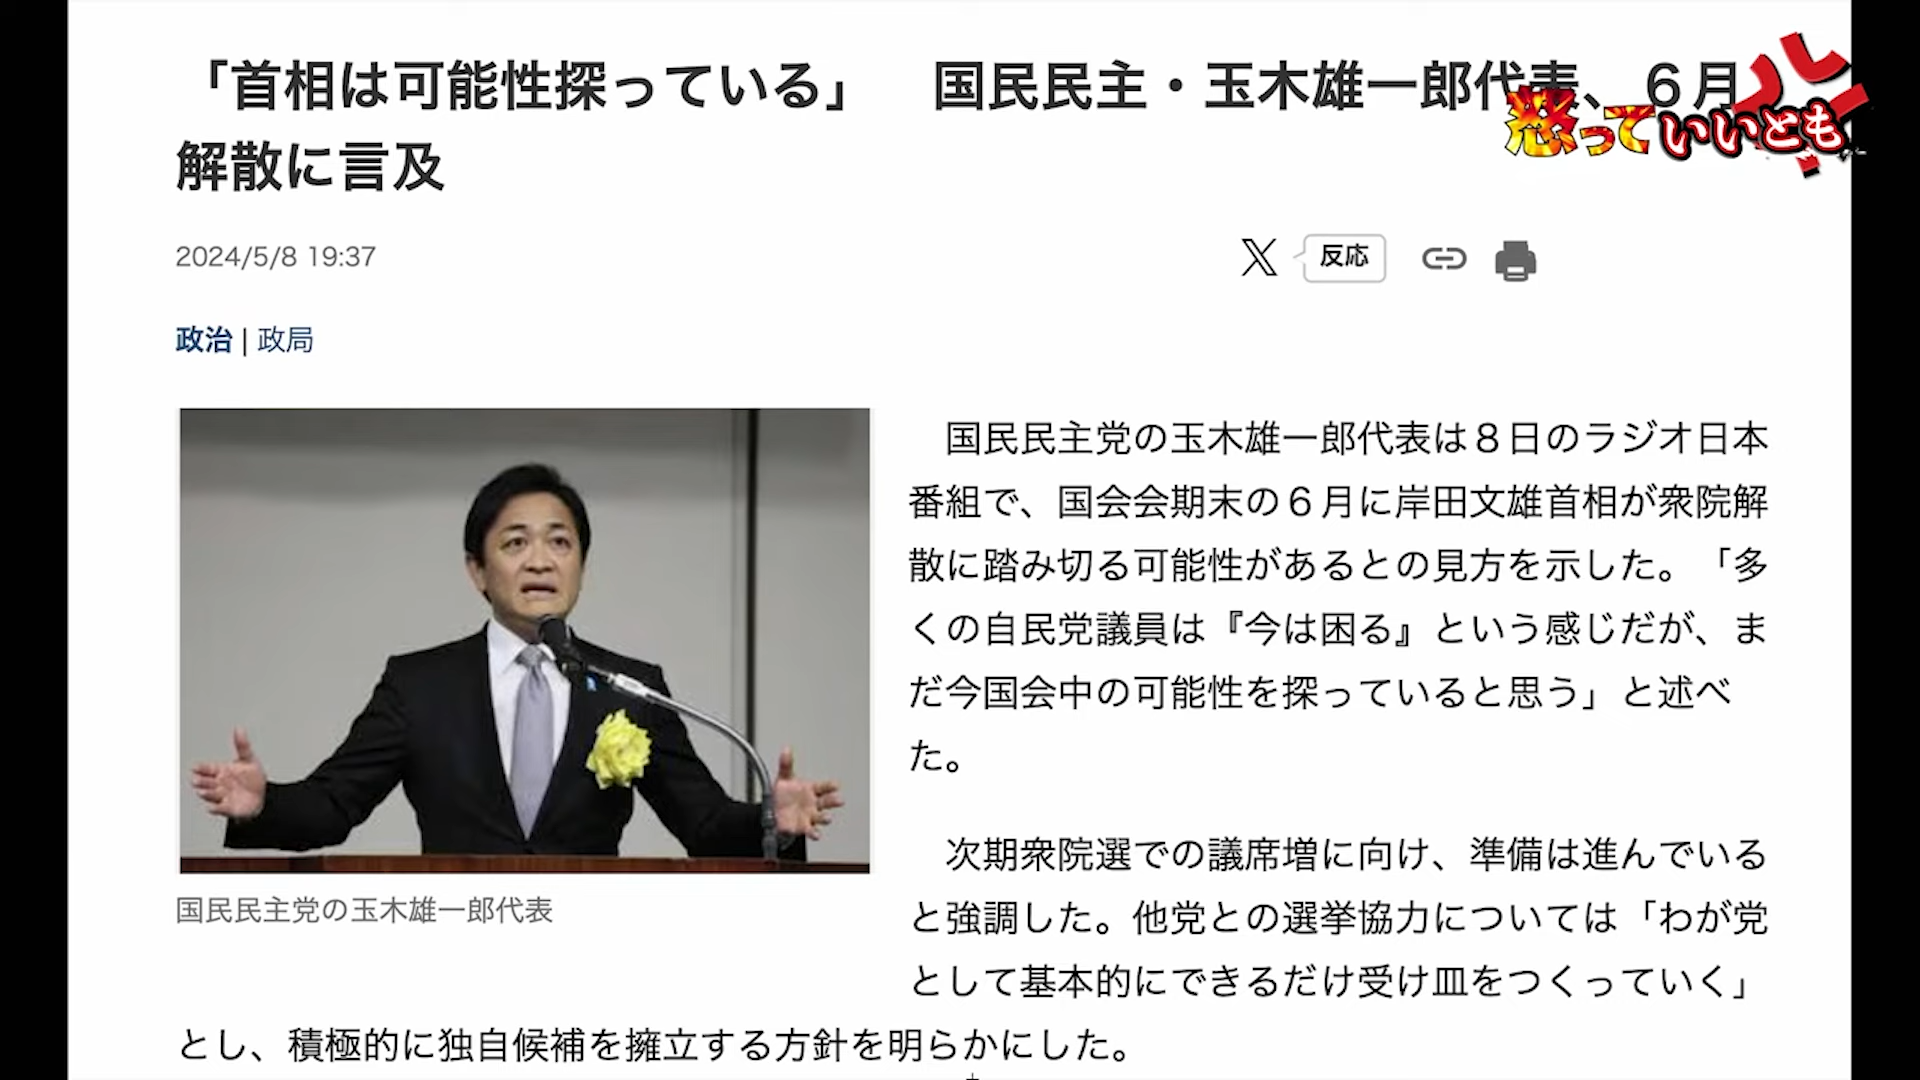 「首相は可能性探っている」　国民民主・玉木雄一郎代表、６月
解散に言及
怒っていいとも
2024/5/8 19:37
反応
政治 | 政局
国民民主党の玉木雄一郎代表
国民民主党の玉木雄一郎代表は８日のラジオ日本
番組で、国会会期末の６月に岸田文雄首相が衆院解
散に踏み切る可能性があるとの見方を示した。「多
くの自民党議員は『今は困る』という感じだが、ま
だ今国会中の可能性を探っていると思う」と述べ
た。
次期衆院選での議席増に向け、準備は進んでいる
と強調した。他党との選挙協力については「わが党
として基本的にできるだけ受け皿をつくっていく」
とし、積極的に独自候補を擁立する方針を明らかにした。